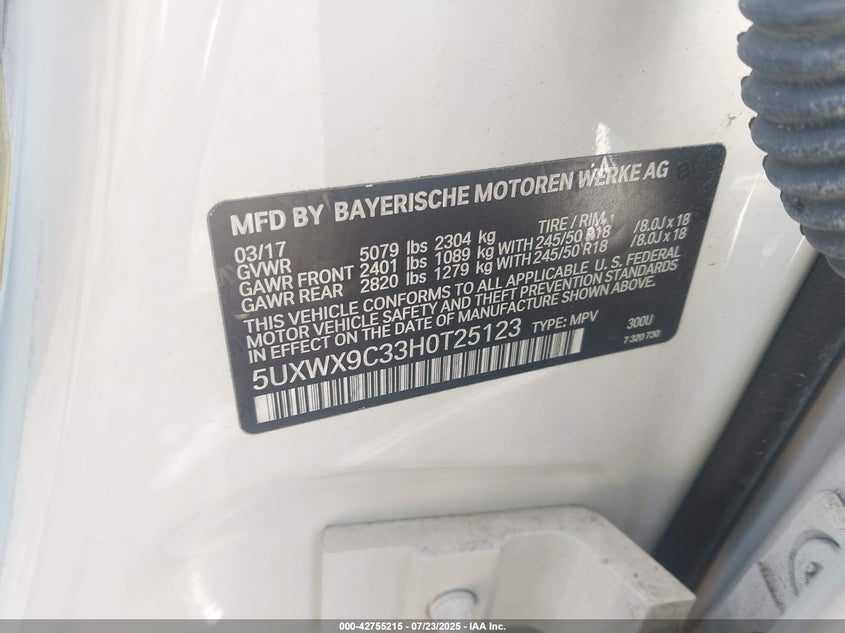 MFD BY BAYERISCHE MOTOREN WERKE AG
03/17 TIRE / RIM
GVWR 5079 lbs 2304 kg
GAWR FRONT 2401 lbs 1089 kg WITH 245/50 R18 /8.0J x 18
GAWR REAR 2820 lbs 1279 kg WITH 245/50 R18 /8.0J x 18
THIS VEHICLE CONFORMS TO ALL APPLICABLE U.S. FEDERAL
MOTOR VEHICLE SAFETY AND THEFT PREVENTION STANDARDS
IN EFFECT ON THE DATE OF MANUFACTURE SHOWN ABOVE.
5UXWX9C33H0T25123 TYPE: MPV 300U
7 320 730
000-42755215 - 07/23/2025 - IAA Inc.